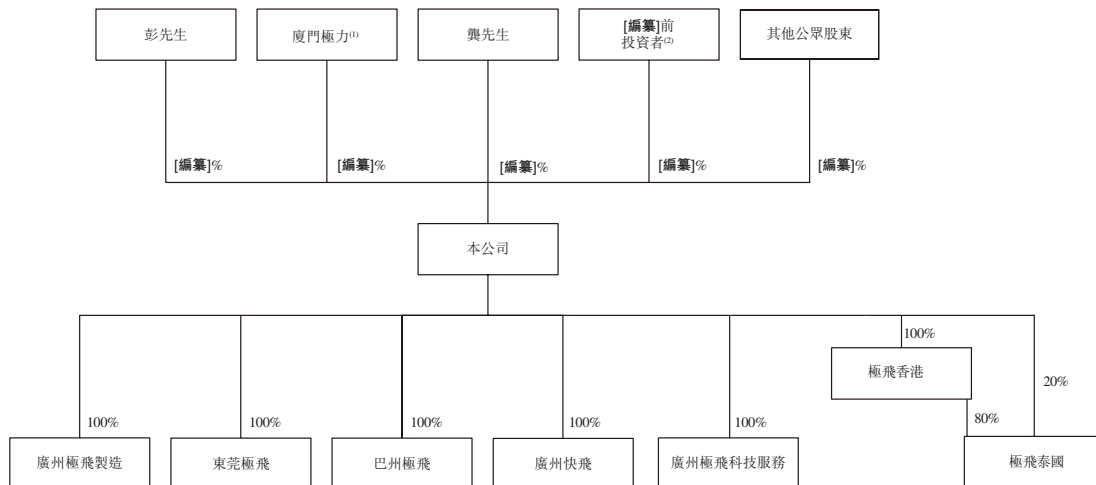 彭先生
廈門極力(1)
龔先生
[編纂]前
投資者(2)
其他公眾股東
[編纂]%
[編纂]%
[編纂]%
[編纂]%
[編纂]%
本公司
100%
極飛香港
20%
100%
100%
100%
100%
100%
80%
廣州極飛製造
東莞極飛
巴州極飛
廣州快飛
廣州極飛科技服務
極飛泰國